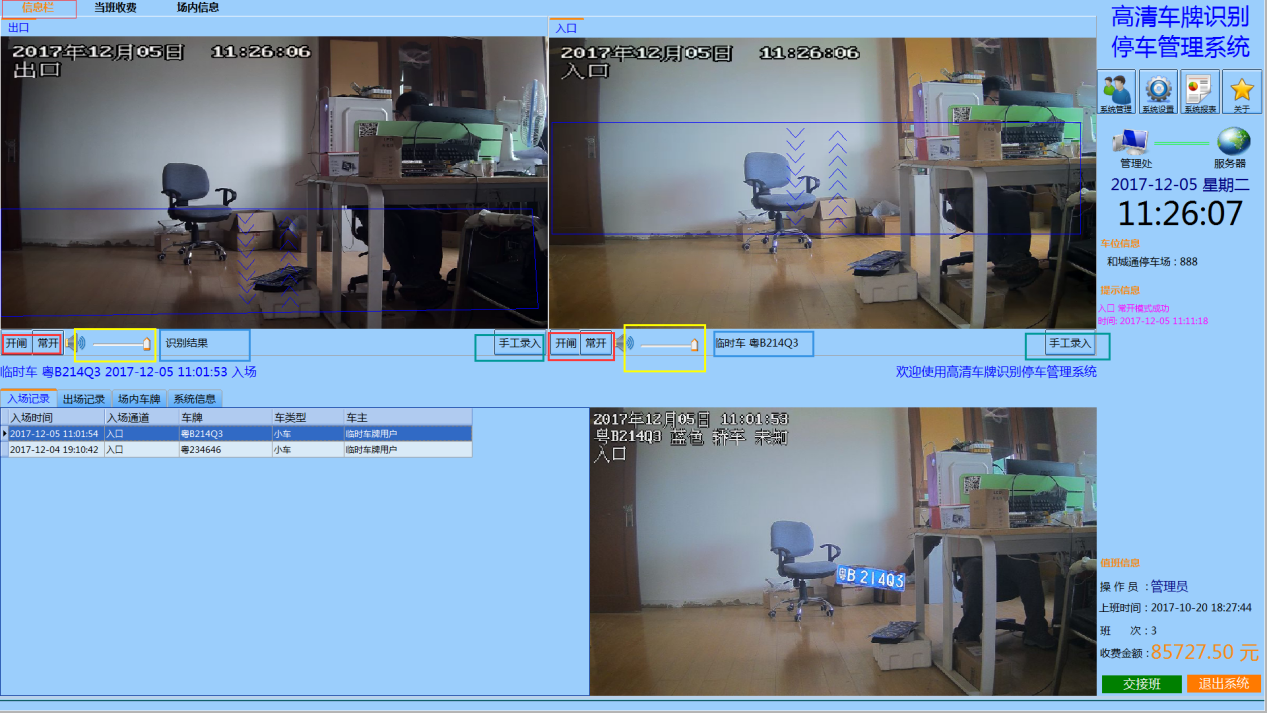 信息栏 当班收费 场内信息
高清车牌识别
停车管理系统
出口
入口
2017年12月05日 11:26:06
出口
2017年12月05日 11:26:06
入口
系统管理 系统设置 系统报表 关于
管理处 服务器
2017-12-05 星期二
11:26:07
车位信息
和城通停车场：888
提示信息
入口 常开模式成功
时间: 2017-12-05 11:11:18
开闸 常开 识别结果 手工录入
开闸 常开 临时车 粤B214Q3 手工录入
临时车 粤B214Q3 2017-12-05 11:01:53 入场
欢迎使用高清车牌识别停车管理系统
入场记录 出场记录 场内车牌 系统信息
入场时间 入场通道 车牌 车类型 车主
2017-12-05 11:01:54 入口 粤B214Q3 小车 临时车牌用户
2017-12-04 19:10:42 入口 粤234646 小车 临时车牌用户
2017年12月05日 11:01:53
粤B214Q3 蓝色 轿车 未知
入口
粤B 214Q3
值班信息
操 作 员 ：管理员
上班时间：2017-10-20 18:27:44
班 次：3
收费金额：85727.50 元
交接班 退出系统